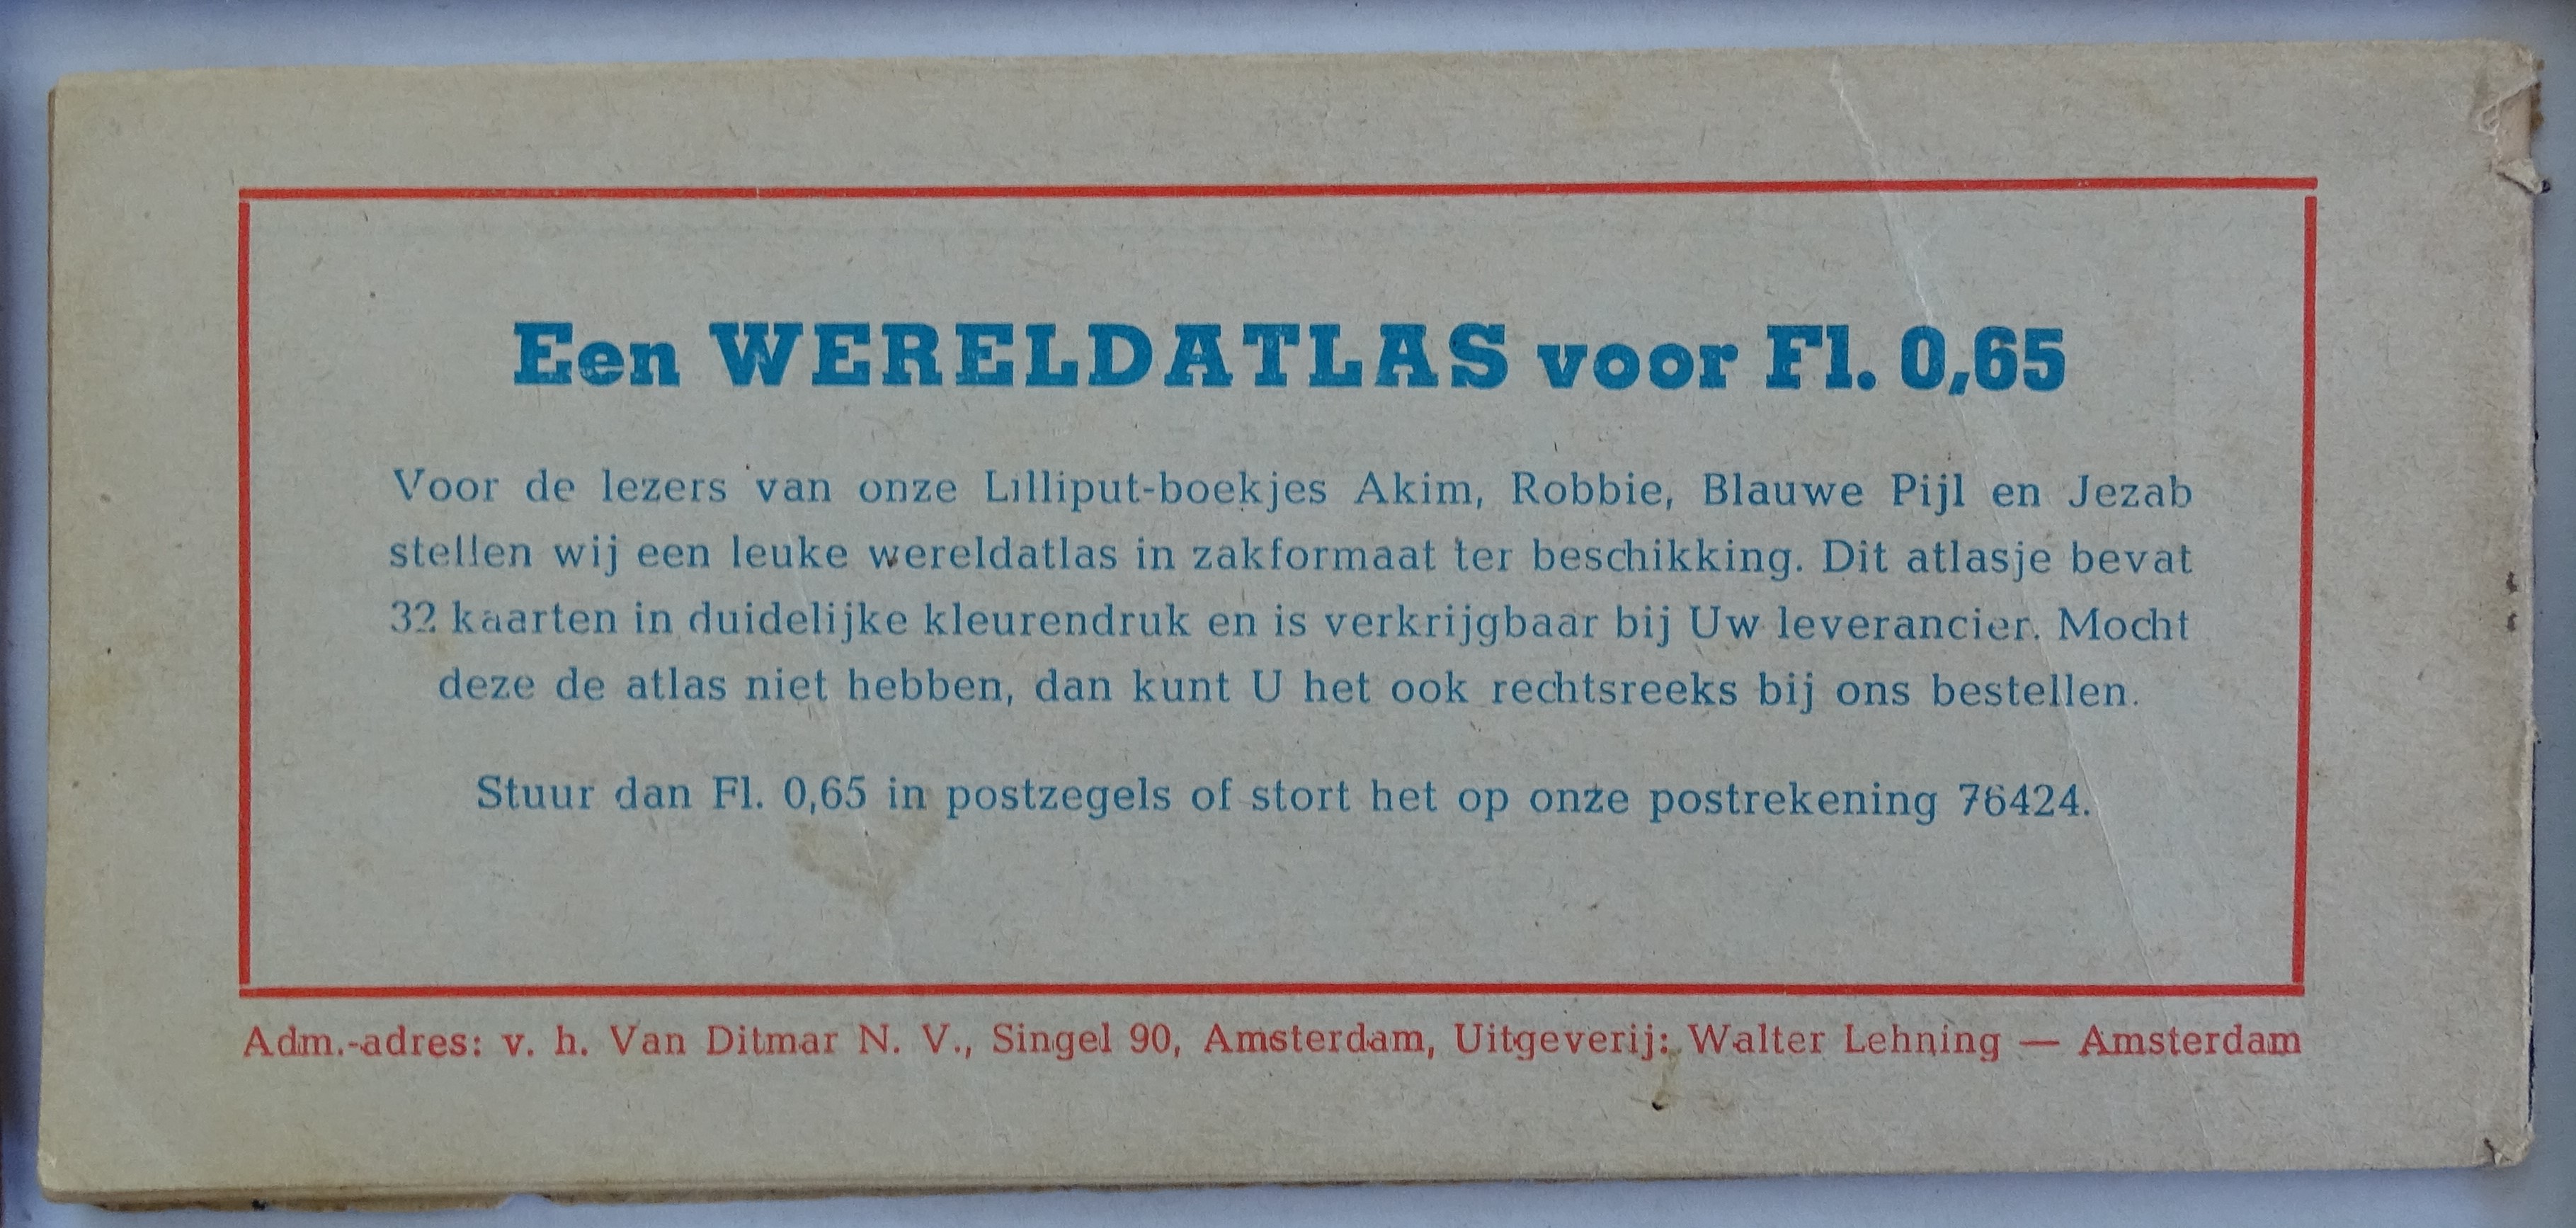 Een WERELDATLAS voor Fl. 0,65
Voor de lezers van onze Lilliput-boekjes Akim, Robbie, Blauwe Pijl en Jezab
stellen wij een leuke wereldatlas in zakformaat ter beschikking. Dit atlasje bevat
32 kaarten in duidelijke kleurendruk en is verkrijgbaar bij Uw leverancier. Mocht
deze de atlas niet hebben, dan kunt U het ook rechtsreeks bij ons bestellen.
Stuur dan Fl. 0,65 in postzegels of stort het op onze postrekening 76424.
Adm.-adres: v. h. Van Ditmar N. V., Singel 90, Amsterdam, Uitgeverij: Walter Lehning — Amsterdam